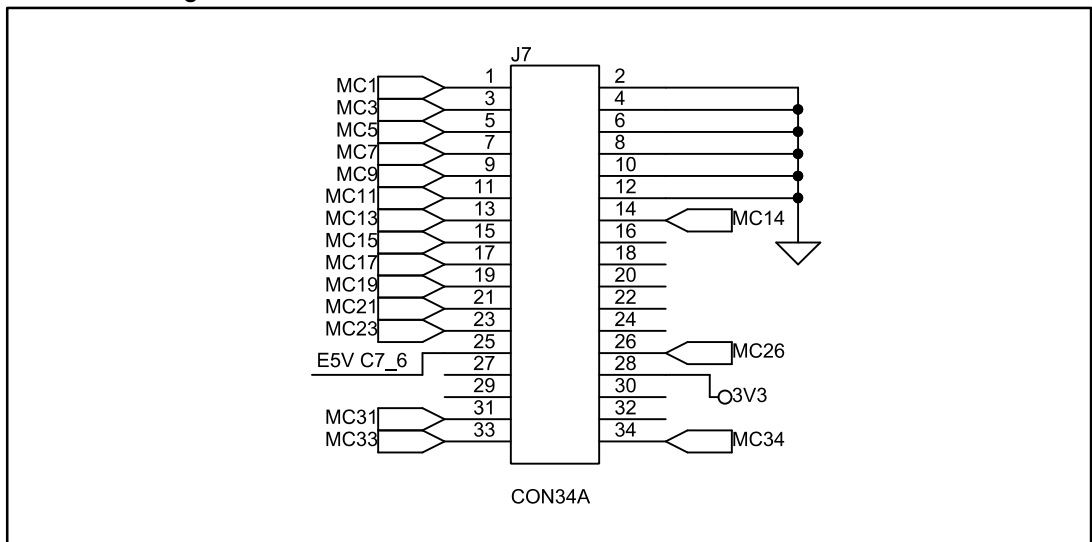 J7
MC1 1 2
MC3 3 4
MC5 5 6
MC7 7 8
MC9 9 10
MC11 11 12
MC13 13 14 MC14
MC15 15 16
MC17 17 18
MC19 19 20
MC21 21 22
MC23 23 24
E5V C7_6 25 26 MC26
27 28
29 30 3V3
MC31 31 32
MC33 33 34 MC34
CON34A